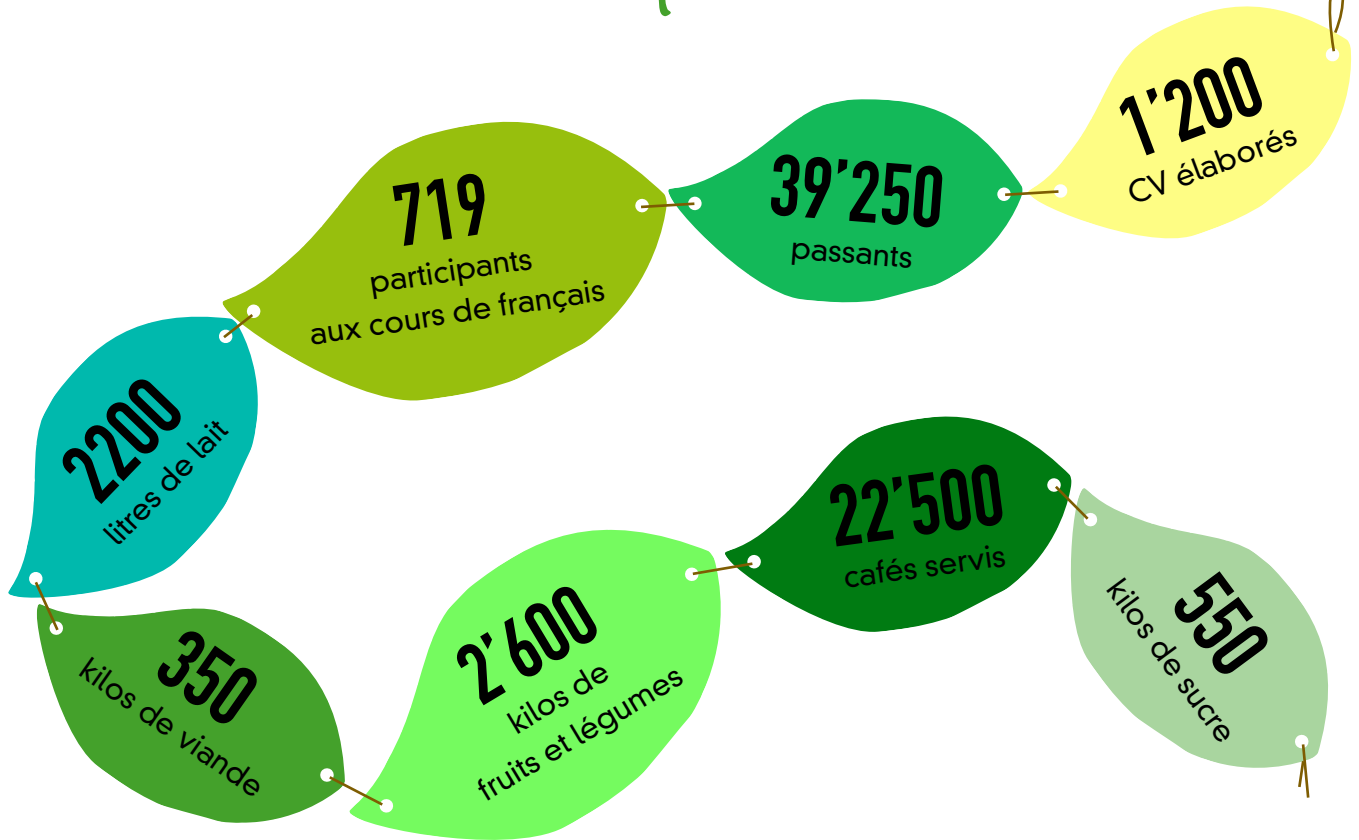 1’200
CV élaborés
39’250
passants
719
participants
aux cours de français
2200
litres de lait
350
kilos de viande
2’600
kilos de
fruits et légumes
22’500
cafés servis
550
kilos de sucre